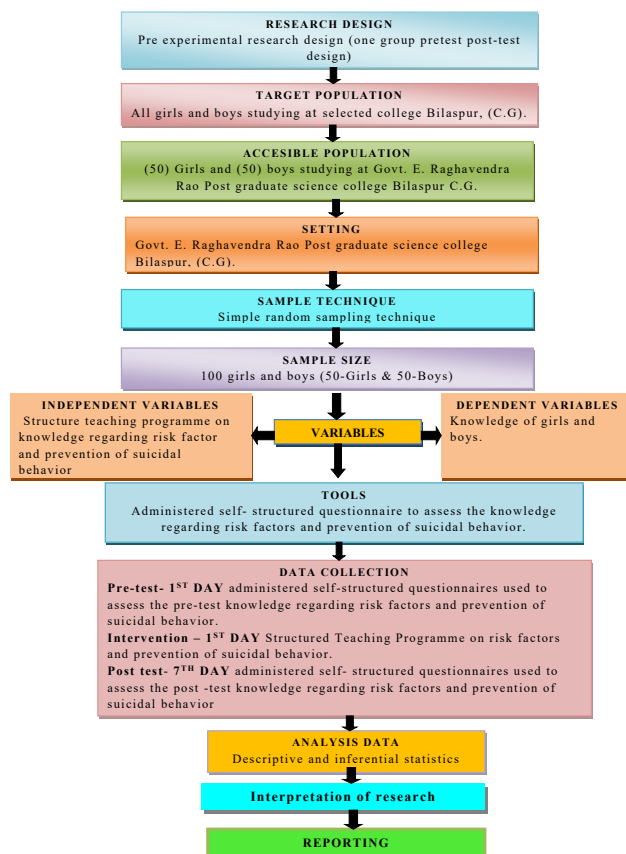 RESEARCH DESIGN
Pre experimental research design (one group pretest post-test
design)
TARGET POPULATION
All girls and boys studying at selected college Bilaspur, (C.G).
ACCESIBLE POPULATION
(50) Girls and (50) boys studying at Govt. E. Raghavendra
Rao Post graduate science college Bilaspur C.G.
SETTING
Govt. E. Raghavendra Rao Post graduate science college
Bilaspur, (C.G).
SAMPLE TECHNIQUE
Simple random sampling technique
SAMPLE SIZE
100 girls and boys (50-Girls & 50-Boys)
INDEPENDENT VARIABLES
Structure teaching programme on
knowledge regarding risk factor
and prevention of suicidal
behavior
VARIABLES
DEPENDENT VARIABLES
Knowledge of girls and
boys.
TOOLS
Administered self- structured questionnaire to assess the knowledge
regarding risk factors and prevention of suicidal behavior.
DATA COLLECTION
Pre-test- 1ST DAY administered self-structured questionnaires used to
assess the pre-test knowledge regarding risk factors and prevention of
suicidal behavior.
Intervention – 1ST DAY Structured Teaching Programme on risk factors
and prevention of suicidal behavior.
Post test- 7TH DAY administered self- structured questionnaires used to
assess the post -test knowledge regarding risk factors and prevention of
suicidal behavior
ANALYSIS DATA
Descriptive and inferential statistics
Interpretation of research
REPORTING